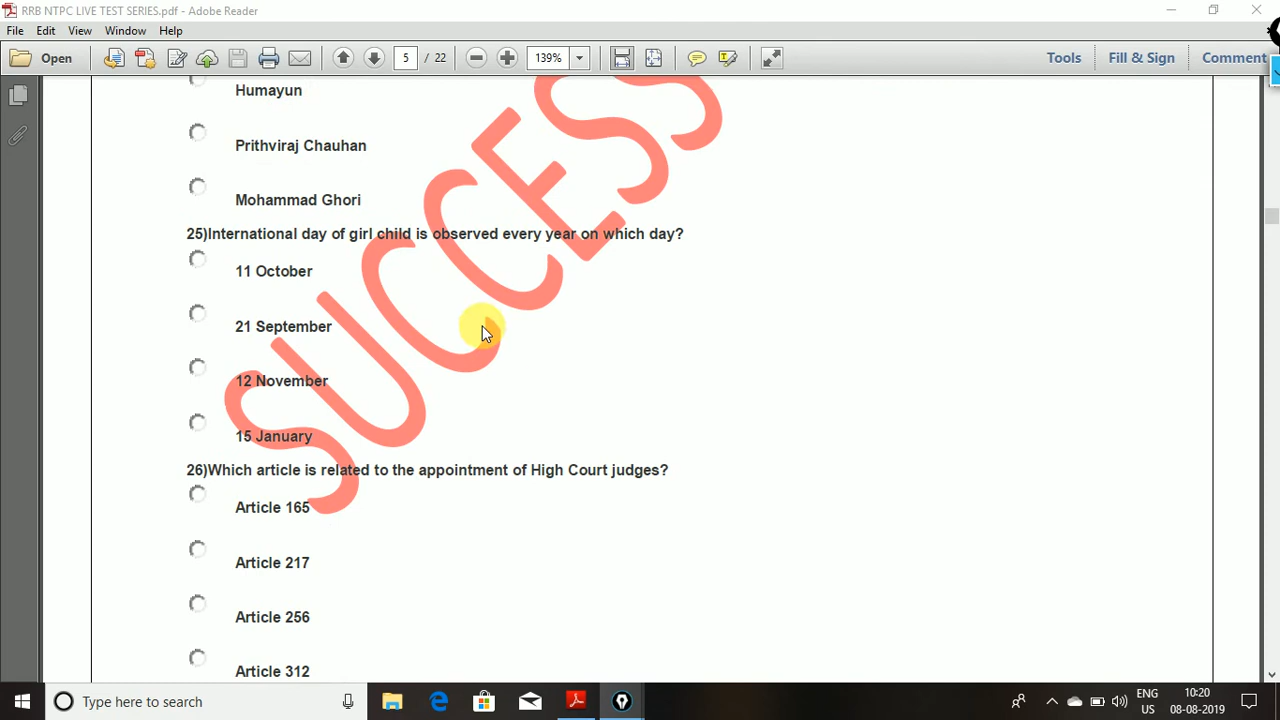 RRB NTPC LIVE TEST SERIES.pdf - Adobe Reader
File Edit View Window Help
Open 5 / 22 139% Tools Fill & Sign Comment
Humayun
Prithviraj Chauhan
Mohammad Ghori
25)International day of girl child is observed every year on which day?
11 October
21 September
12 November
15 January
26)Which article is related to the appointment of High Court judges?
Article 165
Article 217
Article 256
Article 312
SUCCESS
Type here to search
ENG 10:20
US 08-08-2019